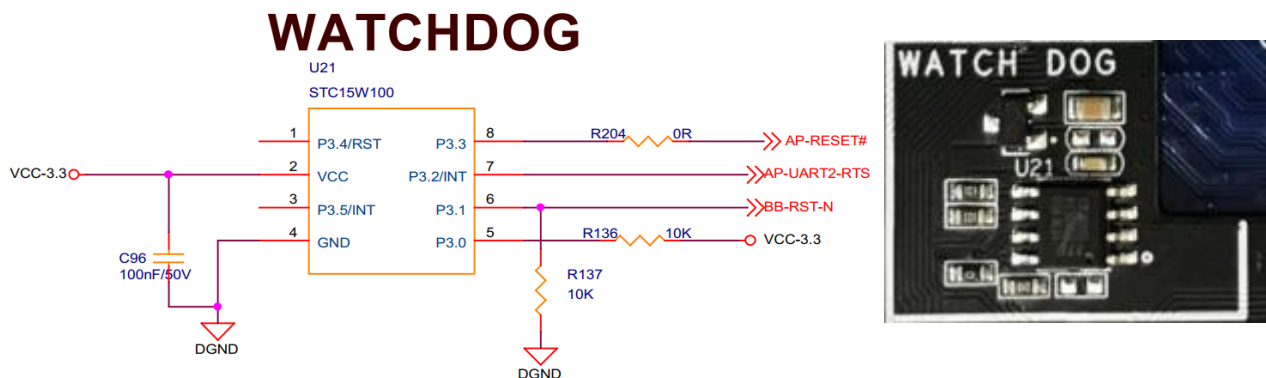 WATCHDOG
U21
STC15W100
1 P3.4/RST P3.3 8 R204 0R AP-RESET#
VCC-3.3 2 VCC P3.2/INT 7 AP-UART2-RTS
3 P3.5/INT P3.1 6 BB-RST-N
4 GND P3.0 5 R136 10K VCC-3.3
C96
100nF/50V
R137
10K
DGND
DGND
WATCH DOG
U21